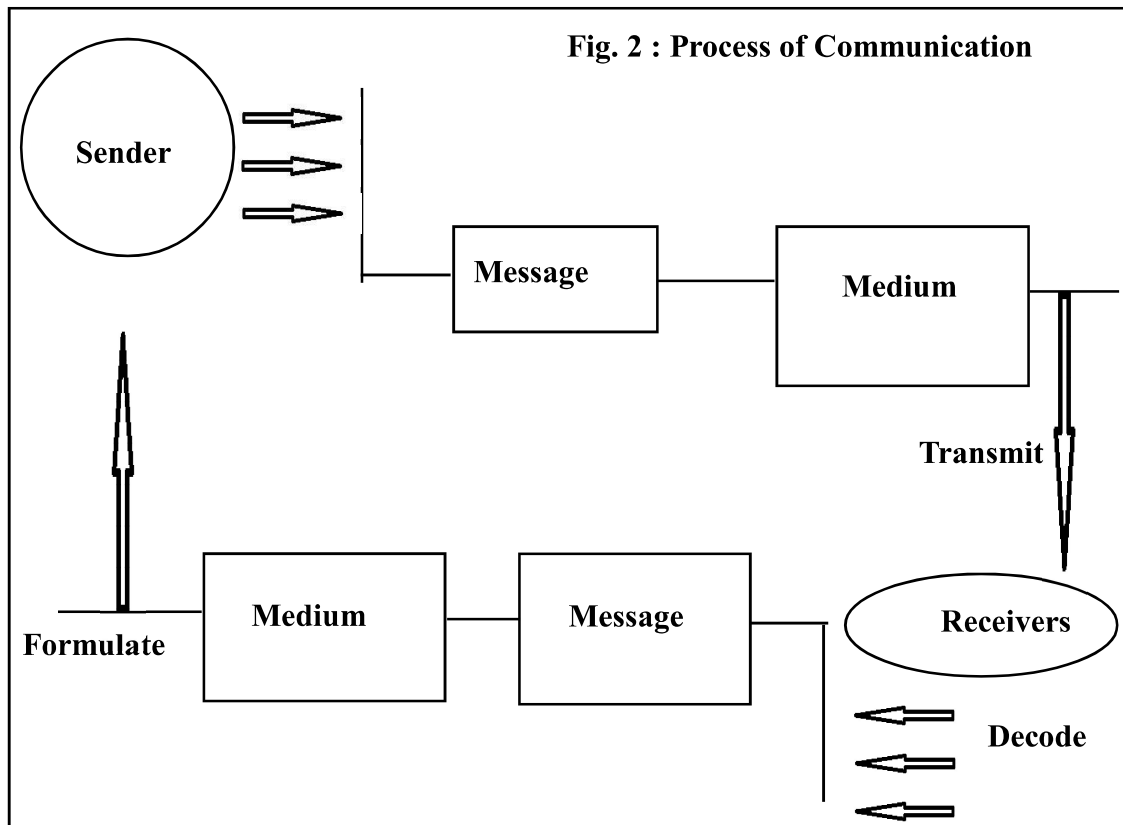 Fig. 2 : Process of Communication
Sender
Message
Medium
Transmit
Receivers
Decode
Message
Medium
Formulate